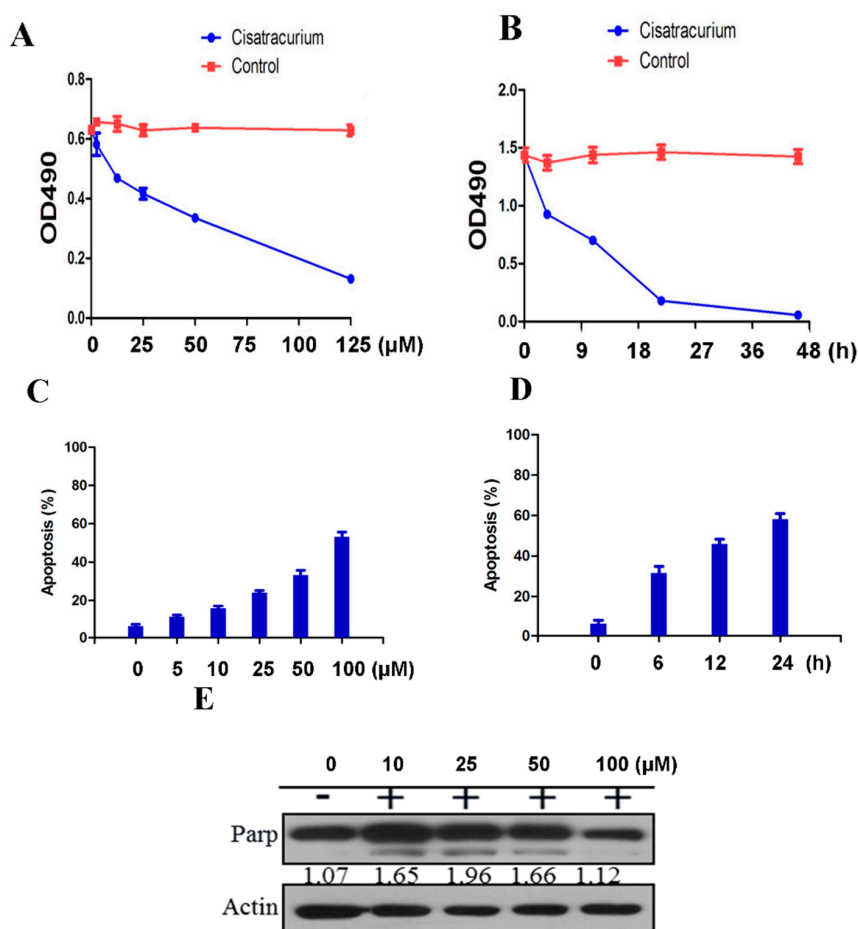 A
Cisatracurium
Control
0.8
0.6
0.4
0.2
0.0
OD490
0 25 50 75 100 125 (μM)
B
Cisatracurium
Control
2.0
1.5
1.0
0.5
0.0
OD490
0 9 18 27 36 48 (h)
C
100
80
60
40
20
0
Apoptosis (%)
0 5 10 25 50 100 (μM)
D
100
80
60
40
20
0
Apoptosis (%)
0 6 12 24 (h)
E
0 10 25 50 100 (μM)
- + + + +
Parp
1.07 1.65 1.96 1.66 1.12
Actin